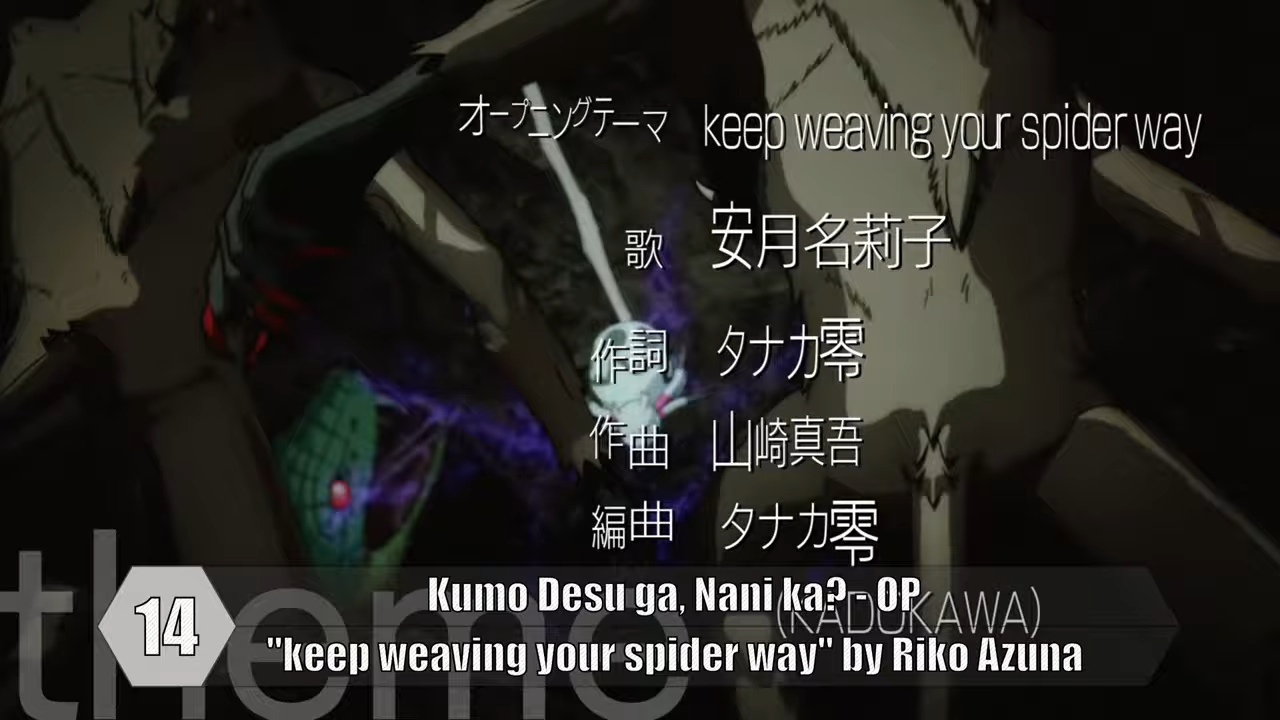 オープニングテーマ keep weaving your spider way
歌 安月名莉子
作詞 タナカ零
作曲 山崎真吾
編曲 タナカ零
(KADOKAWA)
theme
14
Kumo Desu ga, Nani ka? - OP
"keep weaving your spider way" by Riko Azuna